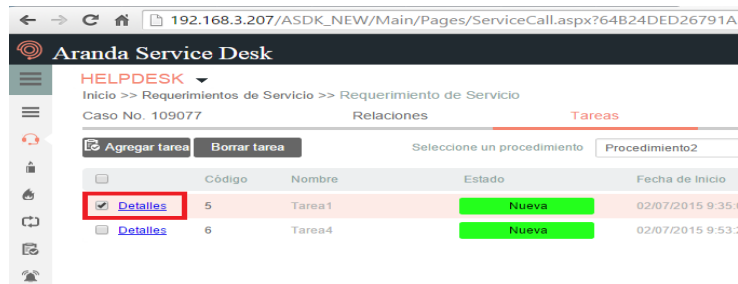 192.168.3.207/ASDK_NEW/Main/Pages/ServiceCall.aspx?64B24DED26791A
Aranda Service Desk
HELPDESK
Inicio >> Requerimientos de Servicio >> Requerimiento de Servicio
Caso No. 109077 Relaciones Tareas
Agregar tarea Borrar tarea Seleccione un procedimiento Procedimiento2
Código Nombre Estado Fecha de Inicio
Detalles 5 Tarea1 Nueva 02/07/2015 9:35:
Detalles 6 Tarea4 Nueva 02/07/2015 9:53: